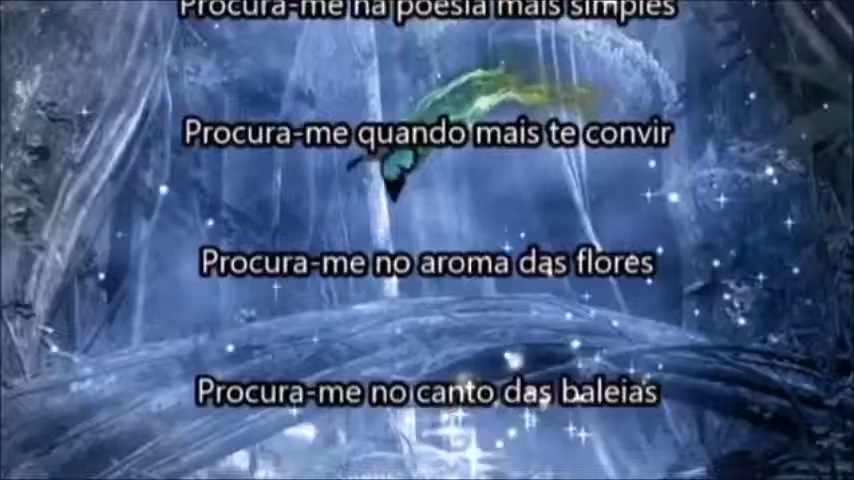 Procura-me na poesia mais simples
Procura-me quando mais te convir
Procura-me no aroma das flores
Procura-me no canto das baleias